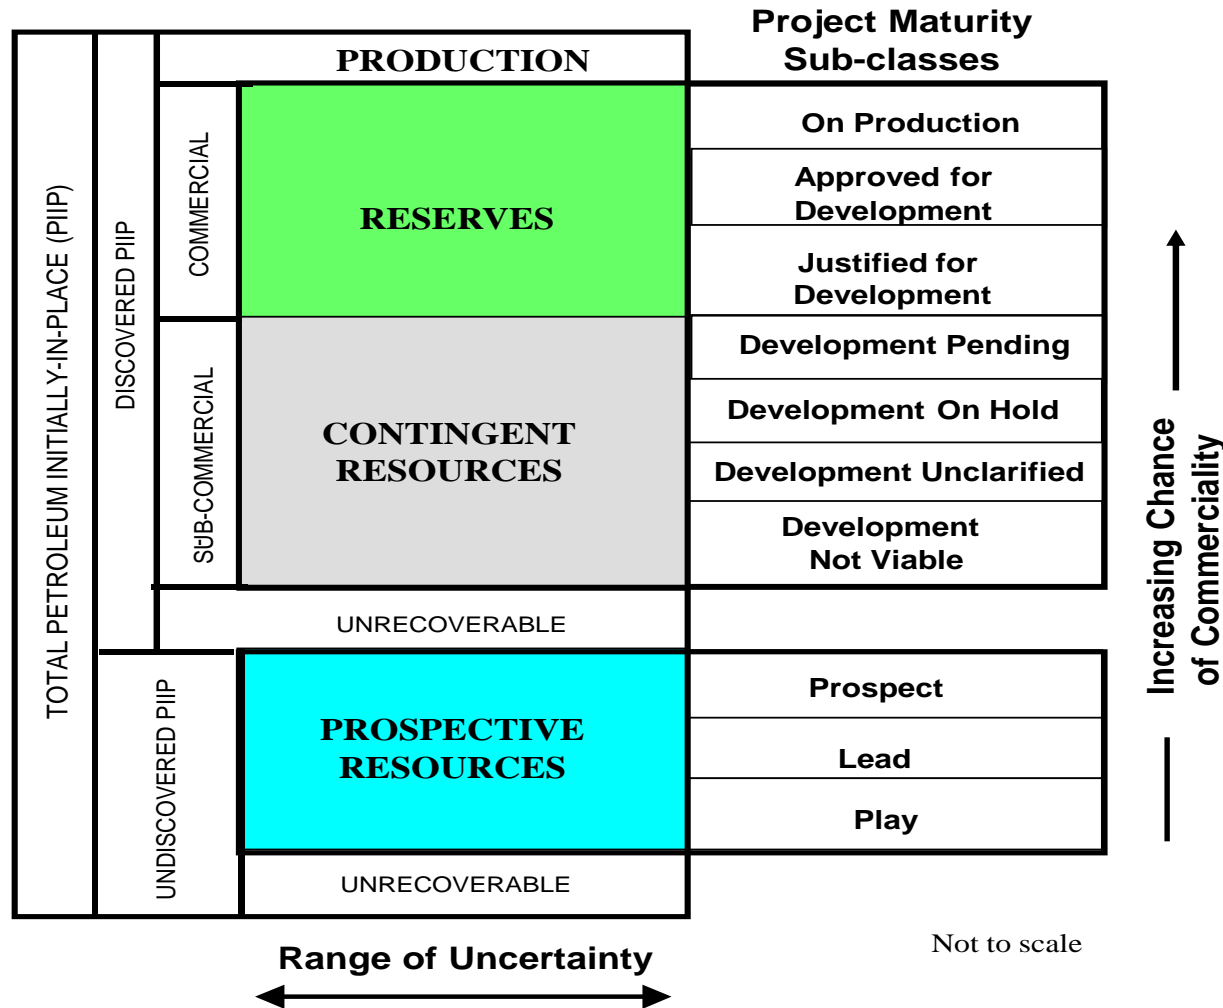 Project Maturity
Sub-classes
PRODUCTION
TOTAL PETROLEUM INITIALLY-IN-PLACE (PIIP)
DISCOVERED PIIP
COMMERCIAL
RESERVES
On Production
Approved for
Development
Justified for
Development
SUB-COMMERCIAL
CONTINGENT
RESOURCES
Development Pending
Development On Hold
Development Unclarified
Development
Not Viable
UNRECOVERABLE
UNDISCOVERED PIIP
PROSPECTIVE
RESOURCES
Prospect
Lead
Play
UNRECOVERABLE
Increasing Chance
of Commerciality
Range of Uncertainty
Not to scale